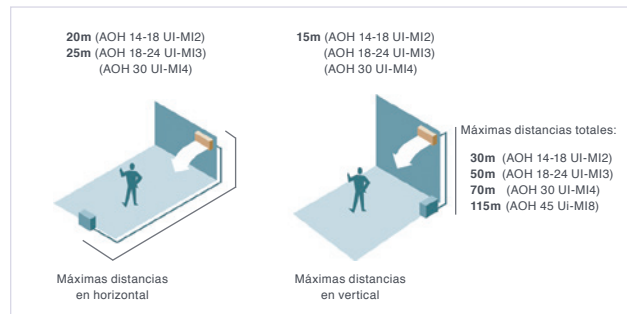 20m (AOH 14-18 UI-MI2)
25m (AOH 18-24 UI-MI3)
(AOH 30 UI-MI4)
Máximas distancias
en horizontal
15m (AOH 14-18 UI-MI2)
(AOH 18-24 UI-MI3)
(AOH 30 UI-MI4)
Máximas distancias
en vertical
Máximas distancias totales:
30m (AOH 14-18 UI-MI2)
50m (AOH 18-24 UI-MI3)
70m (AOH 30 UI-MI4)
115m (AOH 45 Ui-MI8)